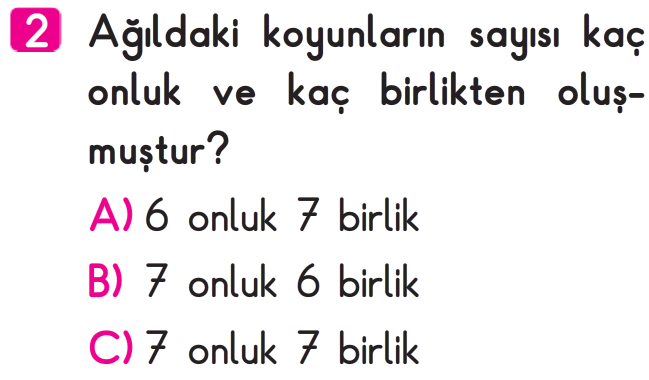 2 Ağıldaki koyunların sayısı kaç
onluk ve kaç birlikten oluş-
muştur?
A) 6 onluk 7 birlik
B) 7 onluk 6 birlik
C) 7 onluk 7 birlik